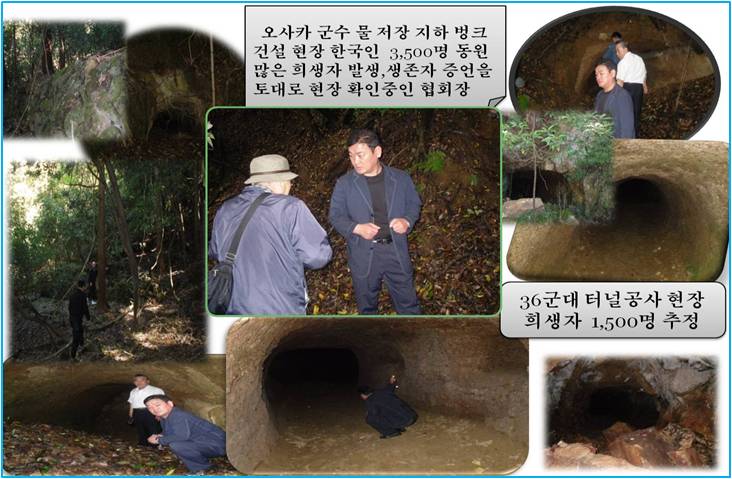 오사카 군수 물 저장 지하 벙크
건설 현장 한국인 3,500명 동원
많은 희생자 발생,생존자 증언을
토대로 현장 확인중인 협회장
36군대 터널공사 현장
희생자 1,500명 추정